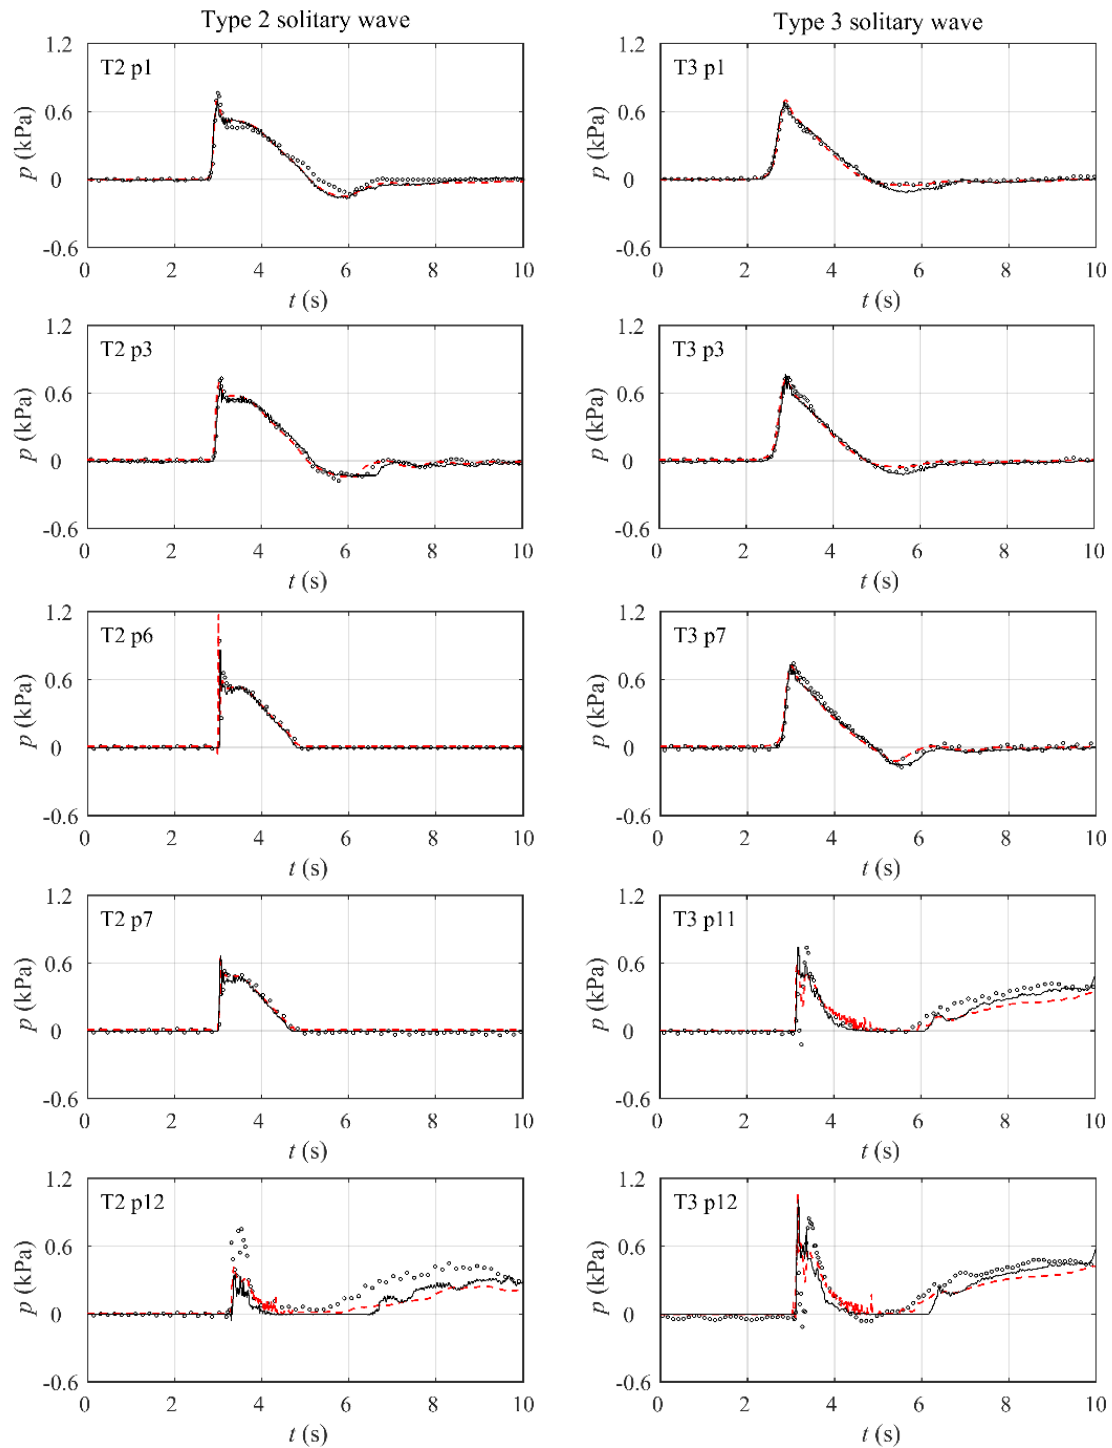 Type 2 solitary wave
Type 3 solitary wave
1.2
0.6
0
-0.6
p (kPa)
T2 p1
0 2 4 6 8 10
t (s)
1.2
0.6
0
-0.6
p (kPa)
T3 p1
0 2 4 6 8 10
t (s)
1.2
0.6
0
-0.6
p (kPa)
T2 p3
0 2 4 6 8 10
t (s)
1.2
0.6
0
-0.6
p (kPa)
T3 p3
0 2 4 6 8 10
t (s)
1.2
0.6
0
-0.6
p (kPa)
T2 p6
0 2 4 6 8 10
t (s)
1.2
0.6
0
-0.6
p (kPa)
T3 p7
0 2 4 6 8 10
t (s)
1.2
0.6
0
-0.6
p (kPa)
T2 p7
0 2 4 6 8 10
t (s)
1.2
0.6
0
-0.6
p (kPa)
T3 p11
0 2 4 6 8 10
t (s)
1.2
0.6
0
-0.6
p (kPa)
T2 p12
0 2 4 6 8 10
t (s)
1.2
0.6
0
-0.6
p (kPa)
T3 p12
0 2 4 6 8 10
t (s)